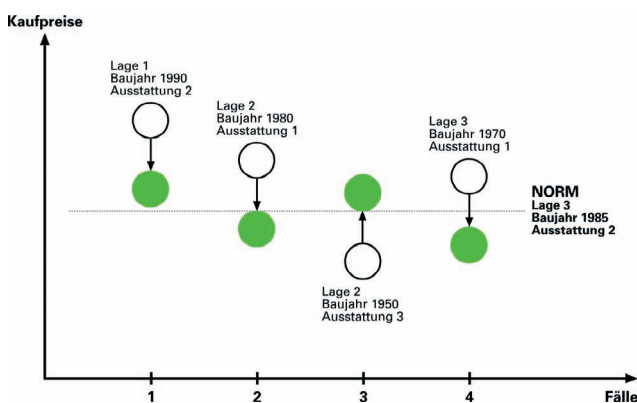 Kaufpreise
Lage 1
Baujahr 1990
Ausstattung 2
Lage 2
Baujahr 1980
Ausstattung 1
Lage 3
Baujahr 1970
Ausstattung 1
NORM
Lage 3
Baujahr 1985
Ausstattung 2
Lage 2
Baujahr 1950
Ausstattung 3
1 2 3 4 Fälle